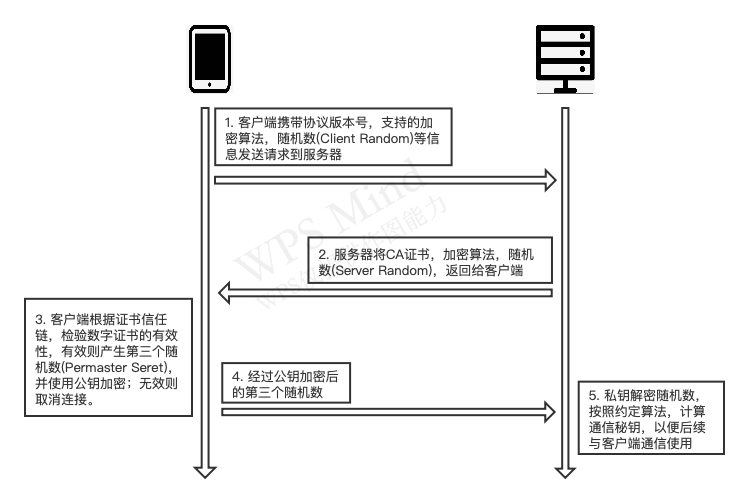 1. 客户端携带协议版本号，支持的加
密算法，随机数(Client Random)等信
息发送请求到服务器
WPS Mind
2. 服务器将CA证书，加密算法，随机
数(Server Random)，返回给客户端
3. 客户端根据证书信任
链，检验数字证书的有效
性，有效则产生第三个随
机数(Permaster Seret)，
并使用公钥加密；无效则
取消连接。
4. 经过公钥加密后
的第三个随机数
5. 私钥解密随机数，
按照约定算法，计算
通信秘钥，以便后续
与客户端通信使用